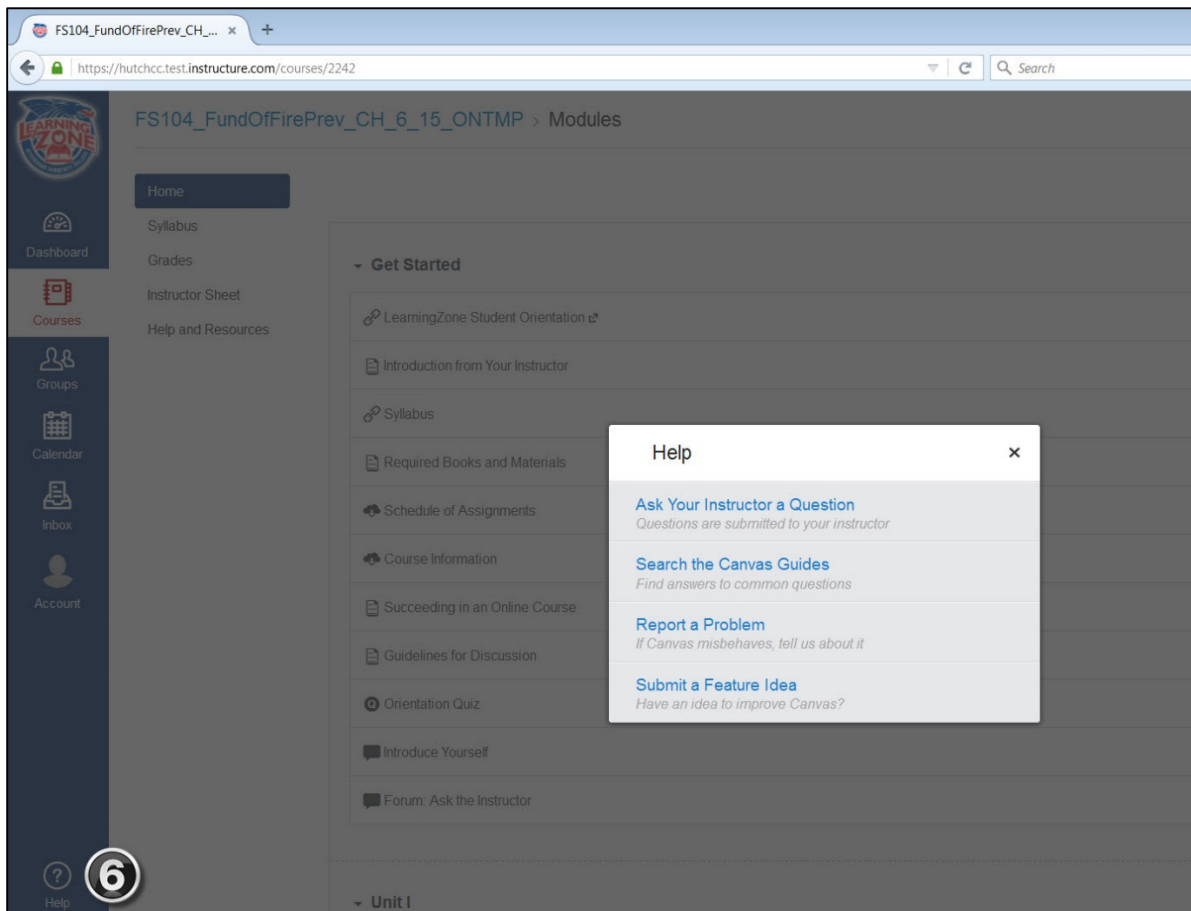 FS104_FundOfFirePrev_CH_...
https://hutchcc.test.instructure.com/courses/2242
Search
LEARNING
ZONE
FS104_FundOfFirePrev_CH_6_15_ONTMP > Modules
Home
Syllabus
Grades
Instructor Sheet
Help and Resources
Dashboard
Courses
Groups
Calendar
Inbox
Account
Help
6
Get Started
LearningZone Student Orientation
Introduction from Your Instructor
Syllabus
Required Books and Materials
Schedule of Assignments
Course Information
Succeeding in an Online Course
Guidelines for Discussion
Orientation Quiz
Introduce Yourself
Forum: Ask the Instructor
Unit I
Help
Ask Your Instructor a Question
Questions are submitted to your instructor
Search the Canvas Guides
Find answers to common questions
Report a Problem
If Canvas misbehaves, tell us about it
Submit a Feature Idea
Have an idea to improve Canvas?